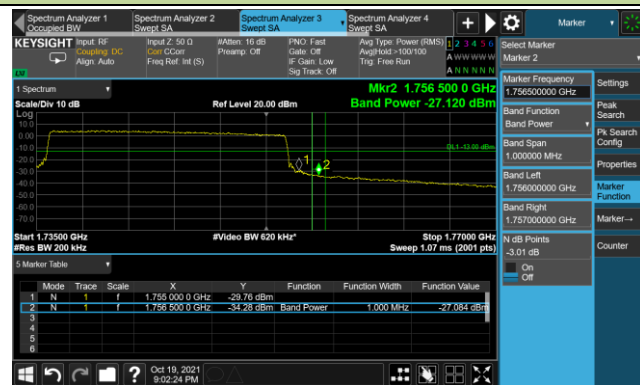 Spectrum Analyzer 1
Occupied BW
Spectrum Analyzer 2
Swept SA
Spectrum Analyzer 3
Swept SA
Spectrum Analyzer 4
Swept SA
Marker
KEYSIGHT
Input: RF
Coupling: DC
Align: Auto
Input Z: 50 Ω
Corr CCorr
Freq Ref: Int (S)
#Atten: 16 dB
Preamp: Off
PNO: Fast
Gate: Off
IF Gain: Low
Sig Track: Off
Avg Type: Power (RMS)
Avg|Hold:>100/100
Trig: Free Run
1 2 3 4 5 6
A W W W W W
A N N N N N
Select Marker
Marker 2
1 Spectrum
Scale/Div 10 dB
Log
Ref Level 20.00 dBm
Mkr2 1.756 500 0 GHz
Band Power -27.120 dBm
10.0
0.00
-10.0
-20.0
-30.0
-40.0
-50.0
-60.0
-70.0
DL1 -13.00 dBm
1
2
Start 1.73500 GHz
#Res BW 200 kHz
#Video BW 620 kHz*
Stop 1.77000 GHz
Sweep 1.07 ms (2001 pts)
5 Marker Table
Mode Trace Scale X Y Function Function Width Function Value
1 N 1 f 1.755 000 0 GHz -29.76 dBm
2 N 1 f 1.756 500 0 GHz -34.28 dBm Band Power 1.000 MHz -27.084 dBm
3
4
5
6
Marker Frequency
1.756500000 GHz
Band Function
Band Power
Band Span
1.000000 MHz
Band Left
1.756000000 GHz
Band Right
1.757000000 GHz
N dB Points
-3.01 dB
On
Off
Settings
Peak
Search
Pk Search
Config
Properties
Marker
Function
Marker→
Counter
?
Oct 19, 2021
9:02:24 PM